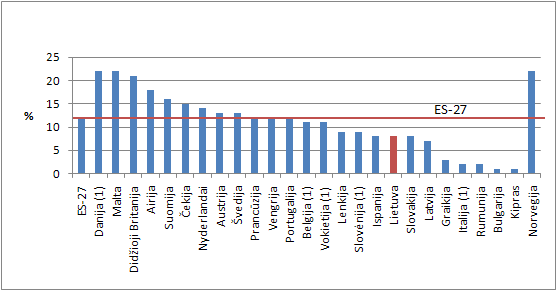 25
20
15
10
5
0
%
ES-27
ES-27
Danija (1)
Malta
Didžioji Britanija
Airija
Suomija
Čekija
Nyderlandai
Austrija
Švedija
Prancūzija
Vengrija
Portugalija
Belgija (1)
Vokietija (1)
Lenkija
Slovėnija (1)
Ispanija
Lietuva
Slovakija
Latvija
Graikija
Italija (1)
Rumunija
Bulgarija
Kipras
Norvegija